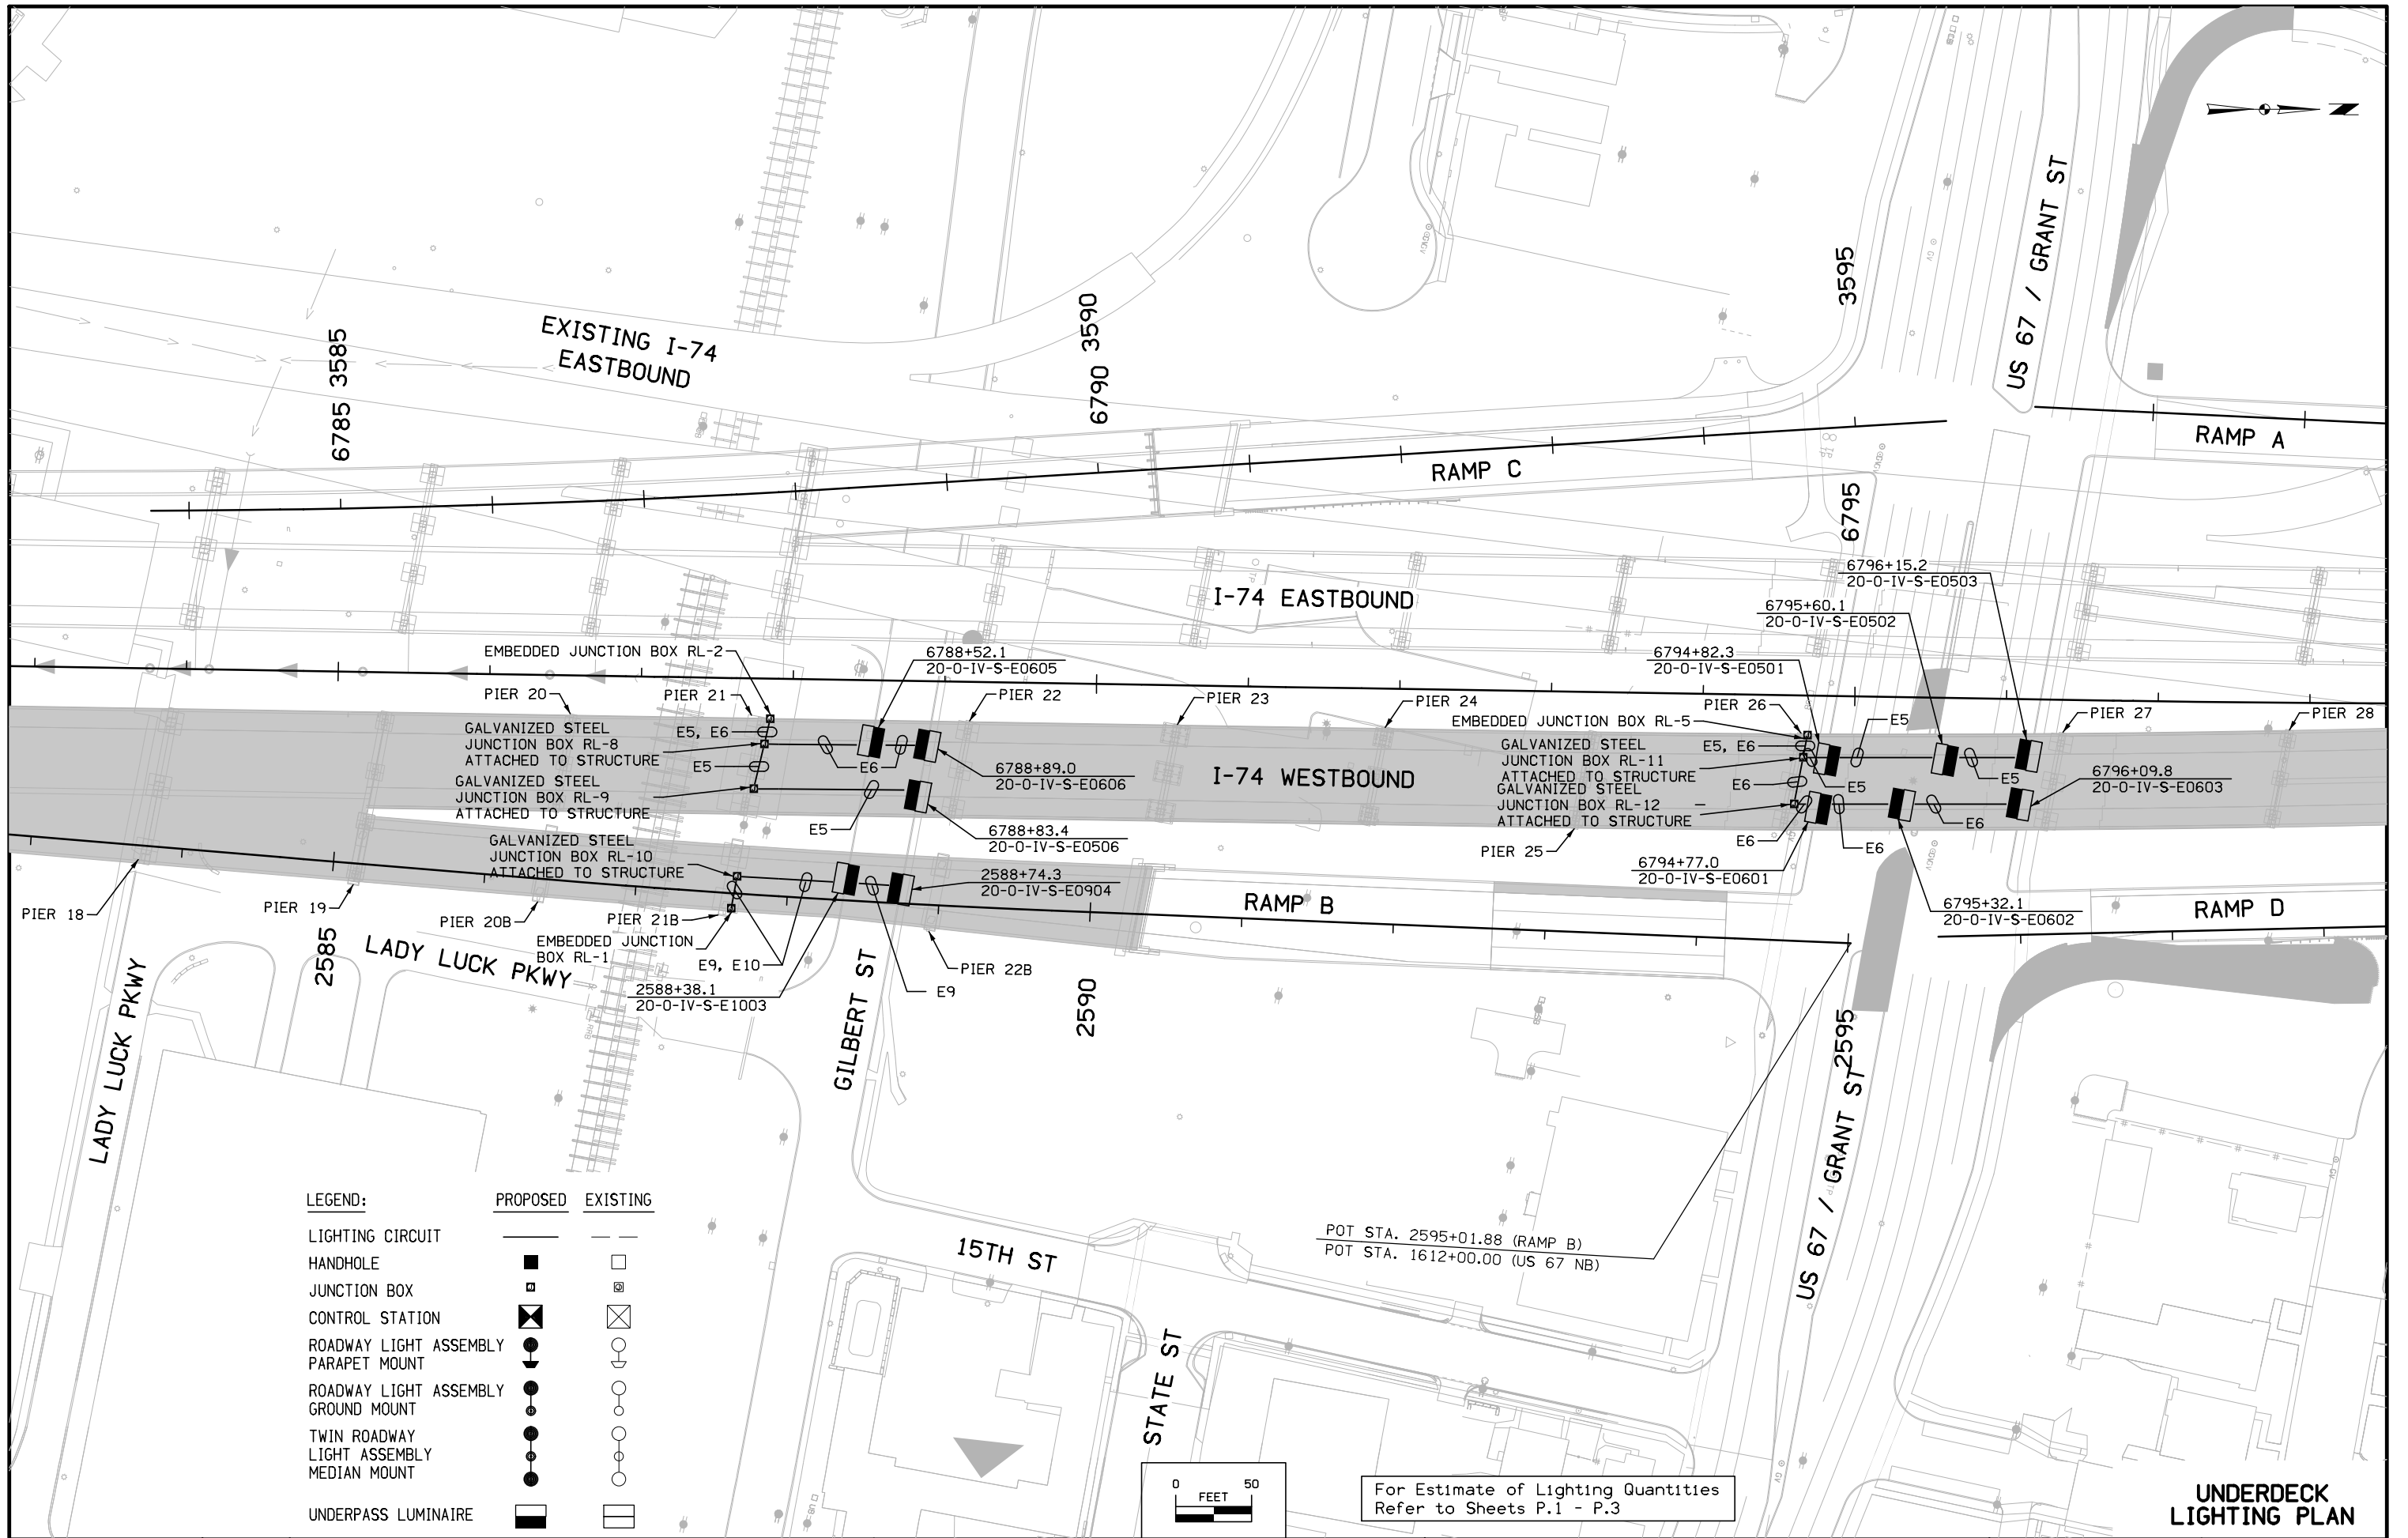 US 67 / GRANT ST
3595
EXISTING I-74
EASTBOUND
6785 3585
6790 3590
RAMP A
RAMP C
6795
6796+15.2
20-0-IV-S-E0503
I-74 EASTBOUND
6795+60.1
20-0-IV-S-E0502
EMBEDDED JUNCTION BOX RL-2
6788+52.1
20-0-IV-S-E0605
6794+82.3
20-0-IV-S-E0501
PIER 20
PIER 21
PIER 22
PIER 23
PIER 24
PIER 26
PIER 27
PIER 28
EMBEDDED JUNCTION BOX RL-5
GALVANIZED STEEL
JUNCTION BOX RL-8
ATTACHED TO STRUCTURE
E5, E6
E5
E6
GALVANIZED STEEL
JUNCTION BOX RL-9
ATTACHED TO STRUCTURE
E5
6788+89.0
20-0-IV-S-E0606
6788+83.4
20-0-IV-S-E0506
I-74 WESTBOUND
GALVANIZED STEEL
JUNCTION BOX RL-11
ATTACHED TO STRUCTURE
E5, E6
E5
E5
E5
E6
GALVANIZED STEEL
JUNCTION BOX RL-12
ATTACHED TO STRUCTURE
E6
E6
E6
6796+09.8
20-0-IV-S-E0603
GALVANIZED STEEL
JUNCTION BOX RL-10
ATTACHED TO STRUCTURE
2588+74.3
20-0-IV-S-E0904
PIER 25
6794+77.0
20-0-IV-S-E0601
6795+32.1
20-0-IV-S-E0602
PIER 18
PIER 19
PIER 20B
PIER 21B
RAMP B
RAMP D
EMBEDDED JUNCTION
BOX RL-1
E9, E10
E9
PIER 22B
2588+38.1
20-0-IV-S-E1003
2585
LADY LUCK PKWY
LADY LUCK PKWY
GILBERT ST
2590
2595
US 67 / GRANT ST
15TH ST
STATE ST
POT STA. 2595+01.88 (RAMP B)
POT STA. 1612+00.00 (US 67 NB)
LEGEND: PROPOSED EXISTING
LIGHTING CIRCUIT
HANDHOLE
JUNCTION BOX
CONTROL STATION
ROADWAY LIGHT ASSEMBLY
PARAPET MOUNT
ROADWAY LIGHT ASSEMBLY
GROUND MOUNT
TWIN ROADWAY
LIGHT ASSEMBLY
MEDIAN MOUNT
UNDERPASS LUMINAIRE
0 50
FEET
For Estimate of Lighting Quantities
Refer to Sheets P.1 - P.3
UNDERDECK
LIGHTING PLAN